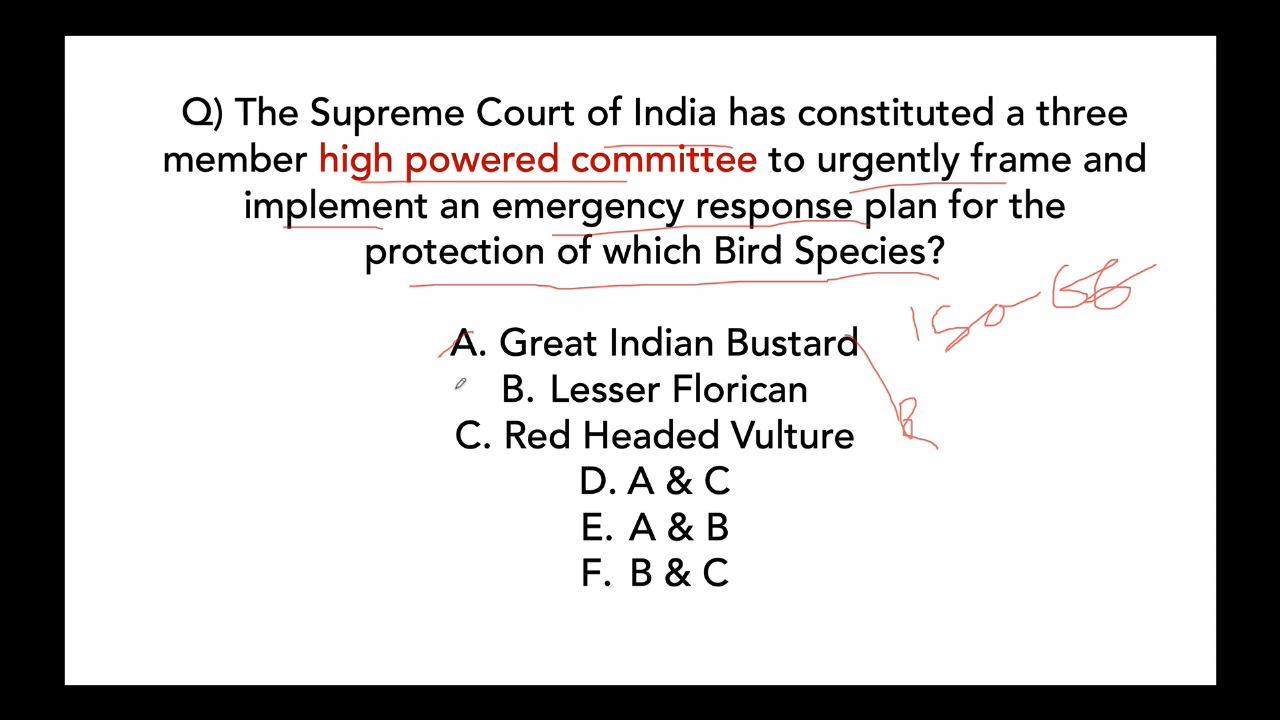 Q) The Supreme Court of India has constituted a three
member high powered committee to urgently frame and
implement an emergency response plan for the
protection of which Bird Species?
150
A. Great Indian Bustard
B. Lesser Florican
C. Red Headed Vulture
D. A & C
E. A & B
F. B & C